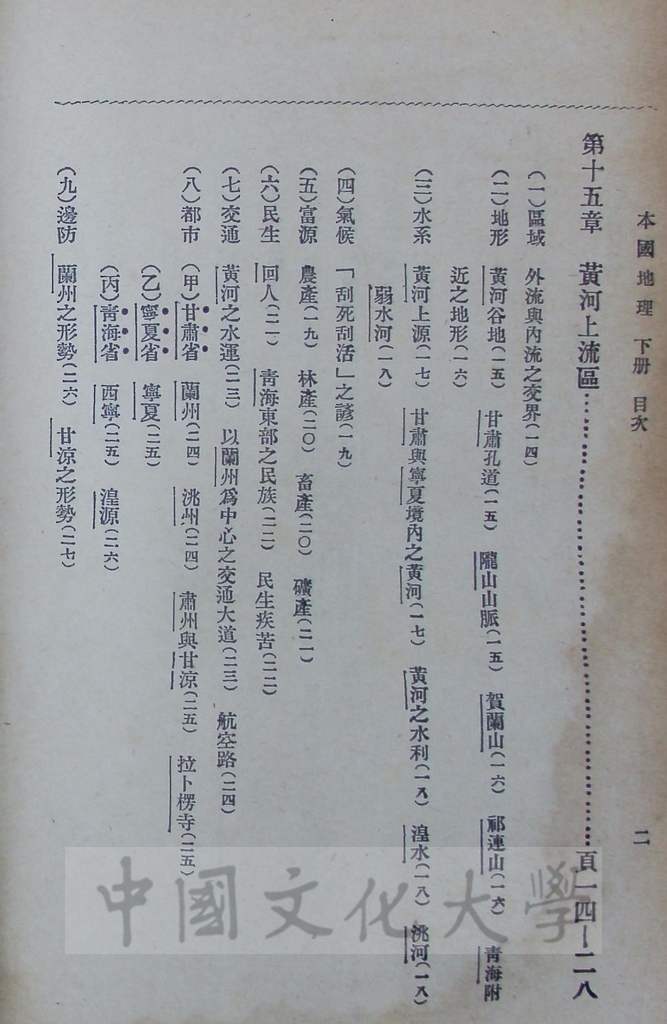 本國地理 下册 目次 二
第十五章 黃河上流區……頁一四—二八
（一）區域 外流與內流之交界（一四）
（二）地形 黃河谷地（一五） 甘肅孔道（一五） 隴山山脈（一五） 賀蘭山（一六） 祁連山（一六） 青海附
近之地形（一六）
（三）水系 黃河上源（一七） 甘肅與寧夏境內之黃河（一七） 黃河之水利（一八） 湟水（一八） 洮河（一八）
弱水河（一八）
（四）氣候 「刮死刮活」之諺（一九）
（五）富源 農產（一九） 林產（二〇） 畜產（二〇） 礦產（二一）
（六）民生 回人（二一） 青海東部之民族（二二） 民生疾苦（二二）
（七）交通 黃河之水運（二三） 以蘭州為中心之交通大道（二三） 航空路（二四）
（八）都市 （甲）甘肅省 蘭州（二四） 洮州（二四） 肅州與甘涼（二五） 拉卜楞寺（二五）
（乙）寧夏省 寧夏（二五）
（丙）青海省 西寧（二五） 湟源（二六）
（九）邊防 蘭州之形勢（二六） 甘涼之形勢（二七）
中國文化大學